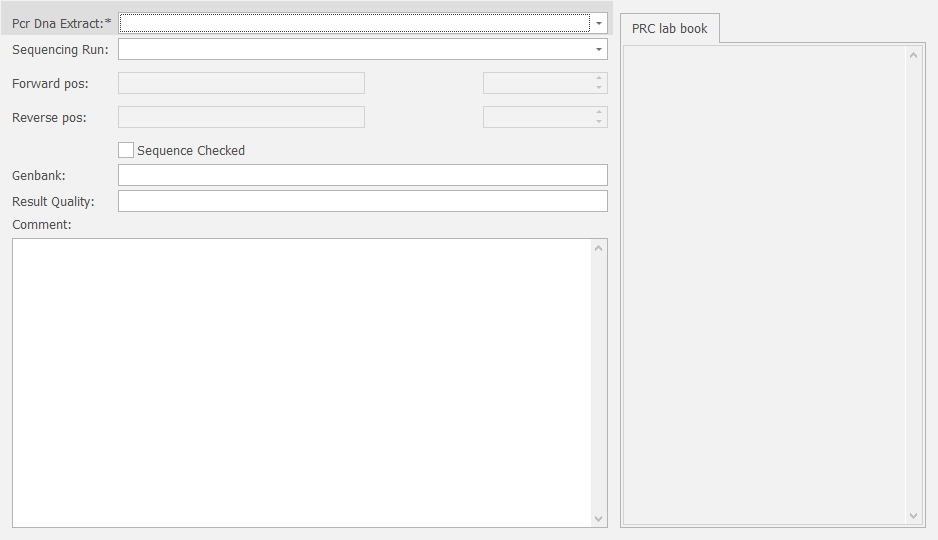 Pcr Dna Extract:*
PRC lab book
Sequencing Run:
Forward pos:
Reverse pos:
Sequence Checked
Genbank:
Result Quality:
Comment: